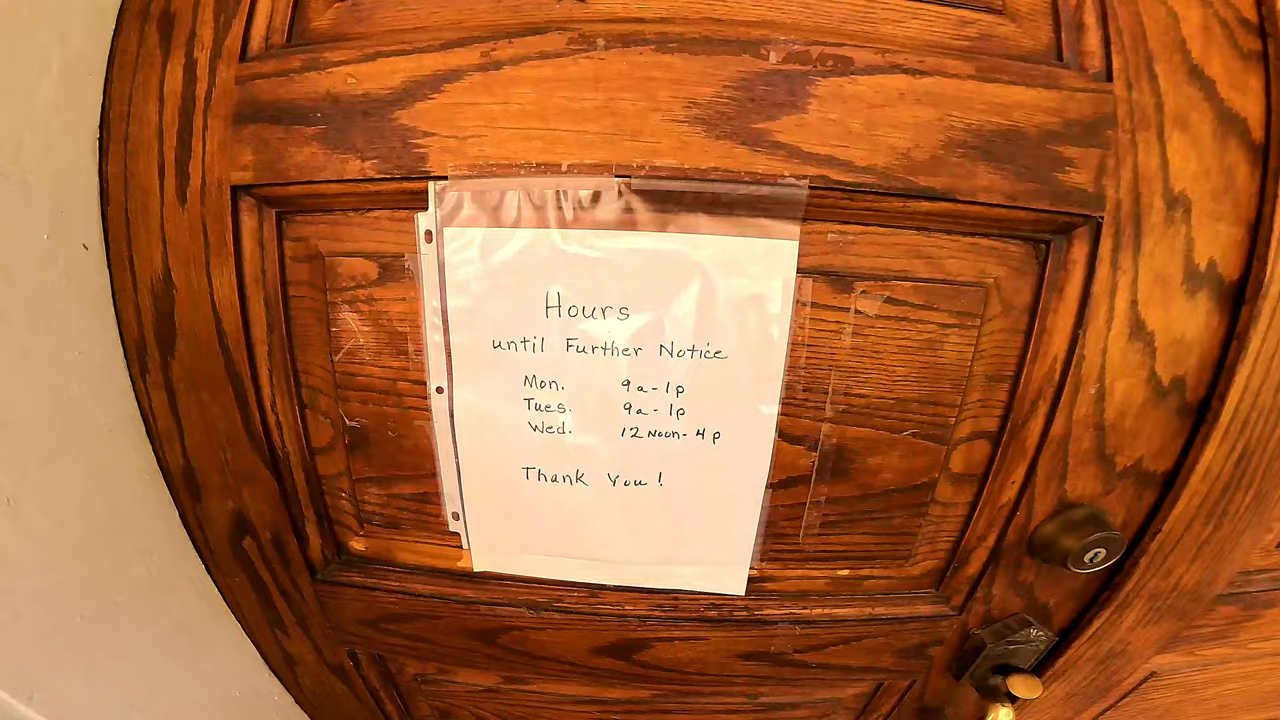 Hours
until Further Notice
Mon. 9a-1p
Tues. 9a-1p
Wed. 12 Noon-4p
Thank You!